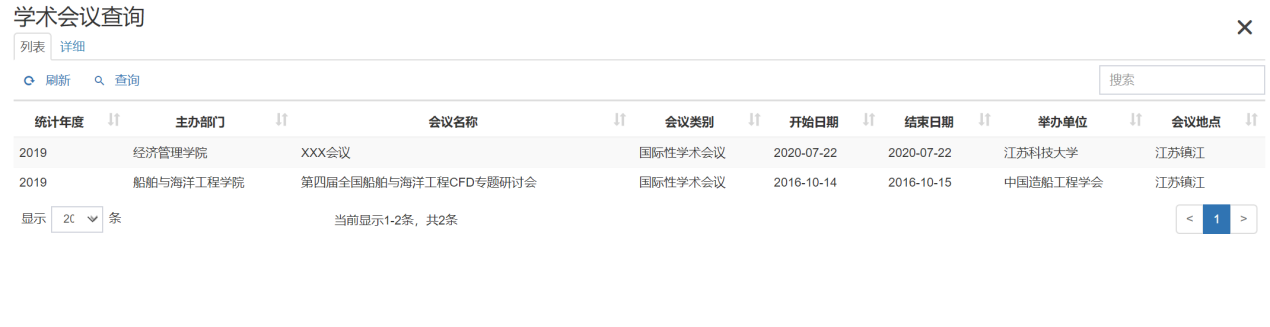 学术会议查询
列表 详细
刷新 查询 搜索
统计年度 主办部门 会议名称 会议类别 开始日期 结束日期 举办单位 会议地点
2019 经济管理学院 XXX会议 国际性学术会议 2020-07-22 2020-07-22 江苏科技大学 江苏镇江
2019 船舶与海洋工程学院 第四届全国船舶与海洋工程CFD专题研讨会 国际性学术会议 2016-10-14 2016-10-15 中国造船工程学会 江苏镇江
显示 20 条 当前显示1-2条，共2条 < 1 >